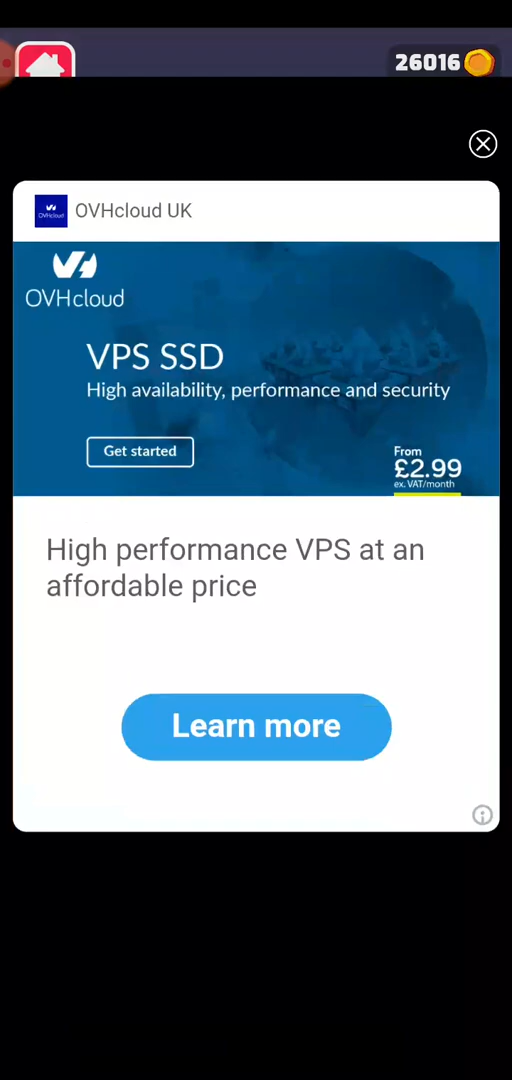 26016
OVHcloud
OVHcloud UK
OVHcloud
VPS SSD
High availability, performance and security
Get started
From
£2.99
ex. VAT/month
High performance VPS at an
affordable price
Learn more